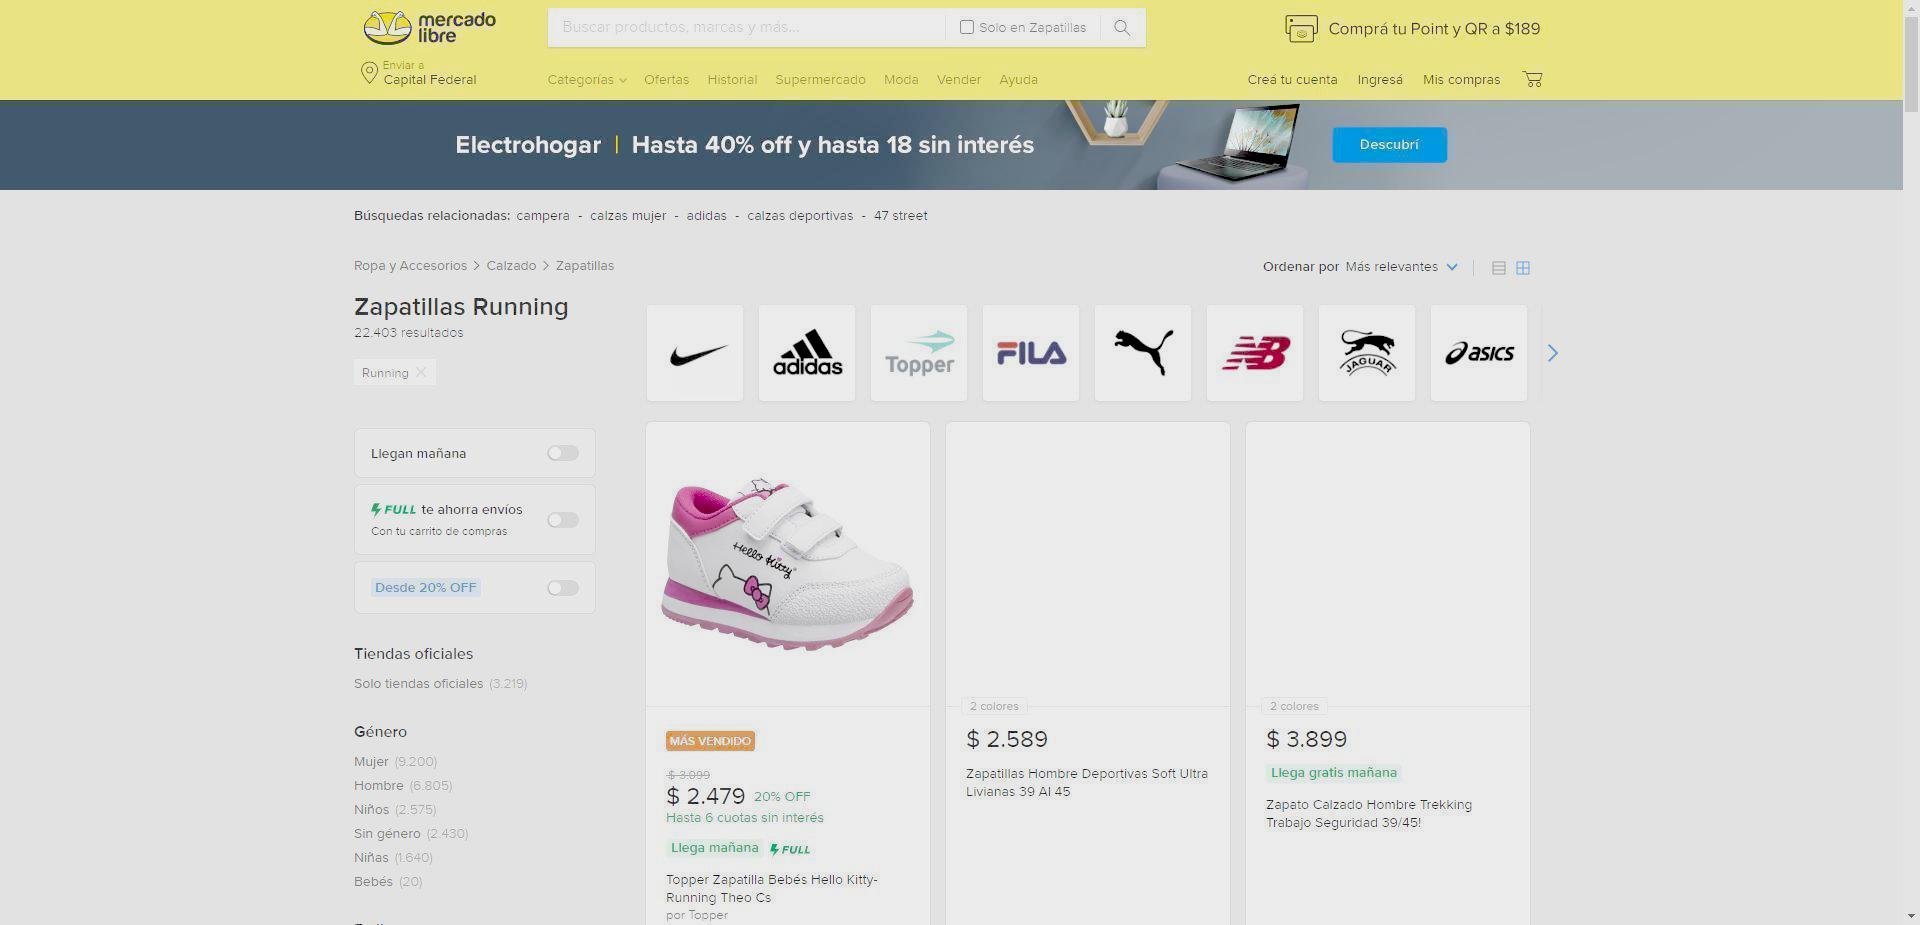 mercado
libre
Buscar productos, marcas y más...
Solo en Zapatillas
Comprá tu Point y QR a $189
Enviar a
Capital Federal
Categorías
Ofertas
Historial
Supermercado
Moda
Vender
Ayuda
Creá tu cuenta
Ingresá
Mis compras
Electrohogar | Hasta 40% off y hasta 18 sin interés
Descubrí
Búsquedas relacionadas: campera - calzas mujer - adidas - calzas deportivas - 47 street
Ropa y Accesorios > Calzado > Zapatillas
Ordenar por Más relevantes
Zapatillas Running
22.403 resultados
Running
adidas
Topper
FILA
NB
JAGUAR
asics
Llegan mañana
FULL te ahorra envíos
Con tu carrito de compras
Desde 20% OFF
Tiendas oficiales
Solo tiendas oficiales (3.219)
Género
Mujer (9.200)
Hombre (6.805)
Niños (2.575)
Sin género (2.430)
Niñas (1.640)
Bebés (20)
Hello Kitty
MÁS VENDIDO
$ 3.099
$ 2.479 20% OFF
Hasta 6 cuotas sin interés
Llega mañana FULL
Topper Zapatilla Bebés Hello Kitty-
Running Theo Cs
por Topper
2 colores
$ 2.589
Zapatillas Hombre Deportivas Soft Ultra
Livianas 39 Al 45
2 colores
$ 3.899
Llega gratis mañana
Zapato Calzado Hombre Trekking
Trabajo Seguridad 39/45!